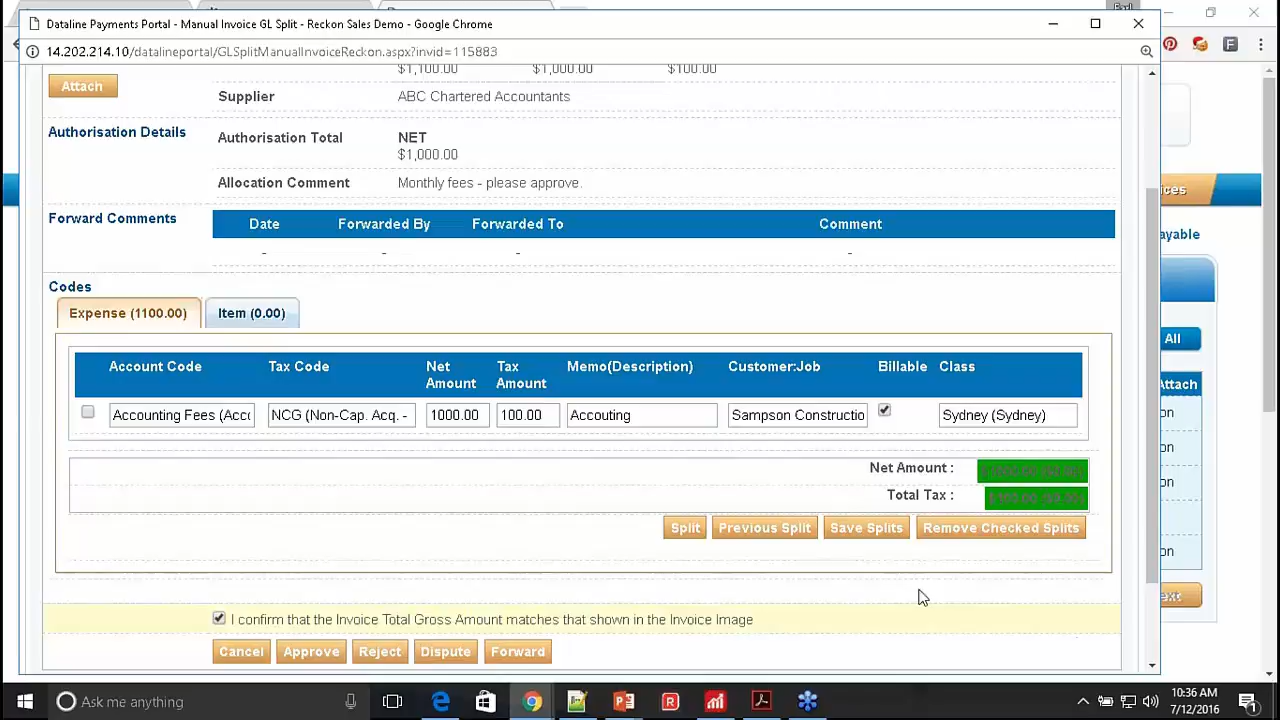 Dataline Payments Portal - Manual Invoice GL Split - Reckon Sales Demo - Google Chrome
14.202.214.10/datalineportal/GLSplitManualInvoiceReckon.aspx?invid=115883
$1,100.00 $1,000.00 $100.00
Attach
Supplier ABC Chartered Accountants
Authorisation Details
Authorisation Total NET
$1,000.00
Allocation Comment Monthly fees - please approve.
Forward Comments
Date Forwarded By Forwarded To Comment
- - - -
Codes
Expense (1100.00) Item (0.00)
Account Code Tax Code Net Amount Tax Amount Memo(Description) Customer:Job Billable Class
Accounting Fees (Acc NCG (Non-Cap. Acq. - 1000.00 100.00 Accouting Sampson Constructio Sydney (Sydney)
Net Amount :
Total Tax :
Split Previous Split Save Splits Remove Checked Splits
I confirm that the Invoice Total Gross Amount matches that shown in the Invoice Image
Cancel Approve Reject Dispute Forward
ices
ayable
All
Attach
on
on
on
on
ext
Ask me anything
10:36 AM
7/12/2016